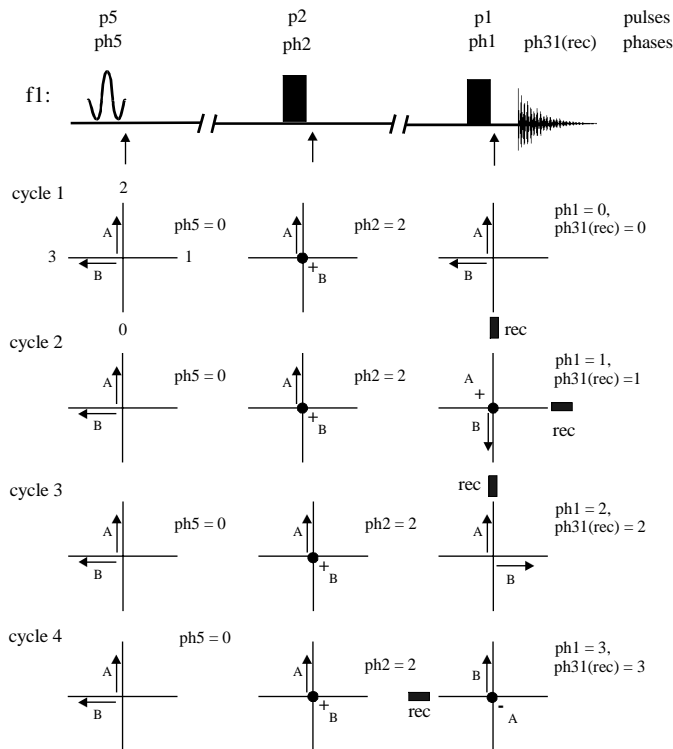 p5 p2 p1 pulses
ph5 ph2 ph1 ph31(rec) phases
f1:
cycle 1
2
A
ph5 = 0
3
1
B
A
ph2 = 2
+
B
A
B
ph1 = 0,
ph31(rec) = 0
0
rec
cycle 2
A
ph5 = 0
B
A
ph2 = 2
+
B
A
+
B
ph1 = 1,
ph31(rec) =1
rec
cycle 3
A
ph5 = 0
B
A
ph2 = 2
+
B
rec
A
B
ph1 = 2,
ph31(rec) = 2
cycle 4
ph5 = 0
A
B
A
ph2 = 2
+
B
rec
B
-
A
ph1 = 3,
ph31(rec) = 3